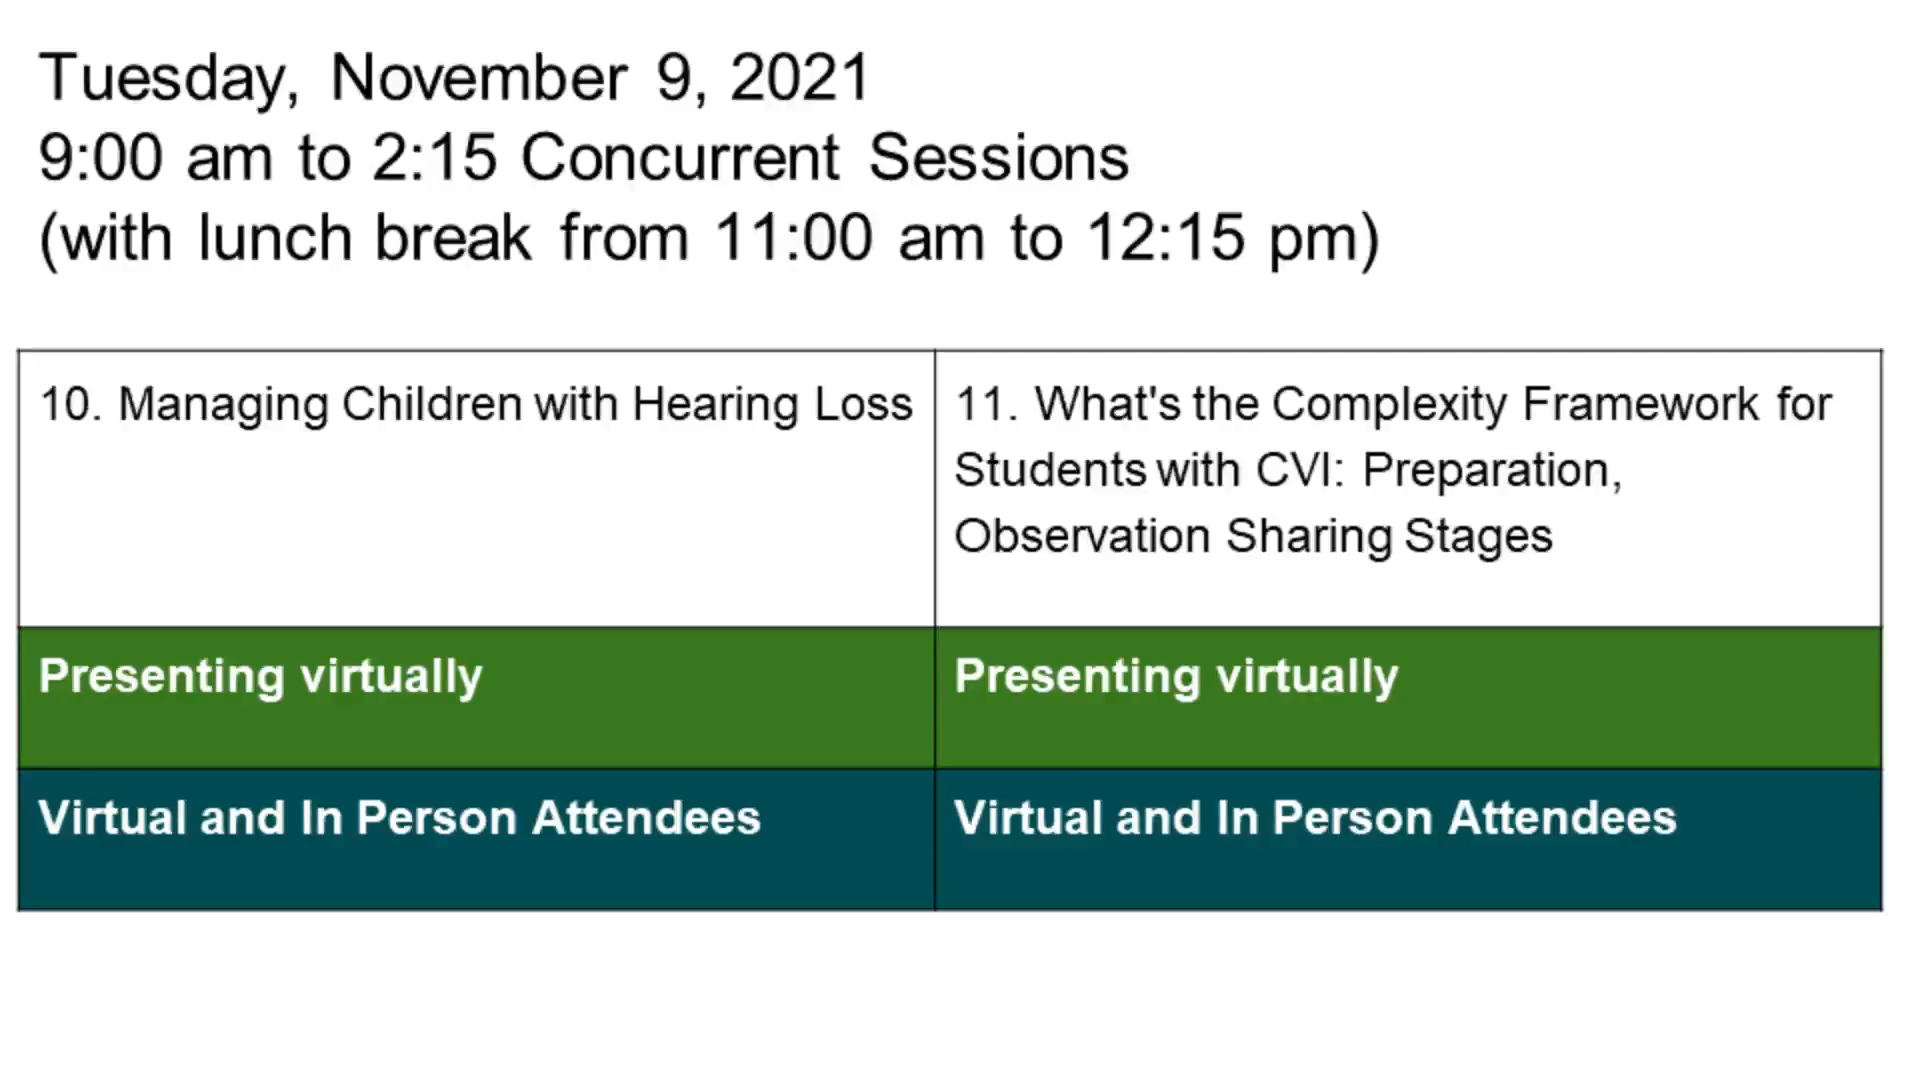 Tuesday, November 9, 2021
9:00 am to 2:15 Concurrent Sessions
(with lunch break from 11:00 am to 12:15 pm)
10. Managing Children with Hearing Loss
11. What's the Complexity Framework for
Students with CVI: Preparation,
Observation Sharing Stages
Presenting virtually
Presenting virtually
Virtual and In Person Attendees
Virtual and In Person Attendees